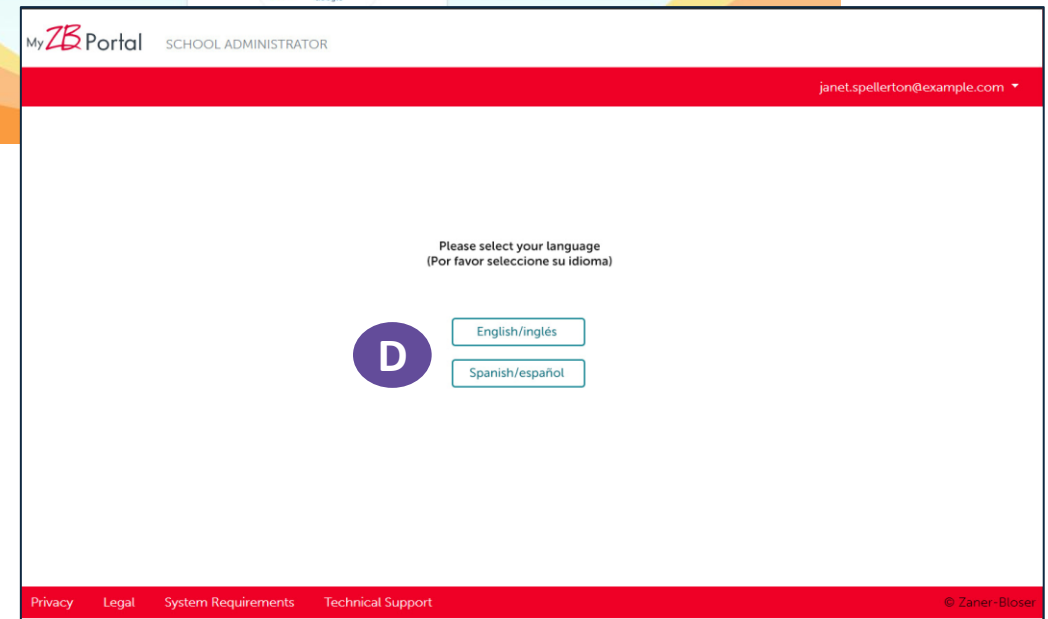 My ZB Portal SCHOOL ADMINISTRATOR
janet.spellerton@example.com
Please select your language
(Por favor seleccione su idioma)
D
English/inglés
Spanish/español
Privacy Legal System Requirements Technical Support © Zaner-Bloser